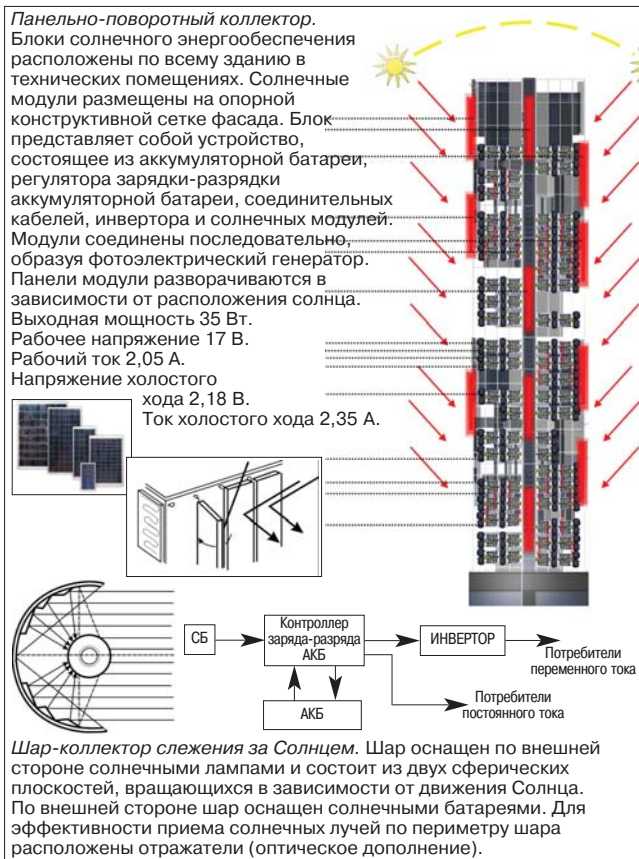 Панельно-поворотный коллектор.
Блоки солнечного энергообеспечения
расположены по всему зданию в
технических помещениях. Солнечные
модули размещены на опорной
конструктивной сетке фасада. Блок
представляет собой устройство,
состоящее из аккумуляторной батареи,
регулятора зарядки-разрядки
аккумуляторной батареи, соединительных
кабелей, инвертора и солнечных модулей.
Модули соединены последовательно,
образуя фотоэлектрический генератор.
Панели модули разворачиваются в
зависимости от расположения солнца.
Выходная мощность 35 Вт.
Рабочее напряжение 17 В.
Рабочий ток 2,05 А.
Напряжение холостого
хода 2,18 В.
Ток холостого хода 2,35 А.
СБ
Контроллер
заряда-разряда
АКБ
ИНВЕРТОР
Потребители
переменного тока
АКБ
Потребители
постоянного тока
Шар-коллектор слежения за Солнцем. Шар оснащен по внешней
стороне солнечными лампами и состоит из двух сферических
плоскостей, вращающихся в зависимости от движения Солнца.
По внешней стороне шар оснащен солнечными батареями. Для
эффективности приема солнечных лучей по периметру шара
расположены отражатели (оптическое дополнение).